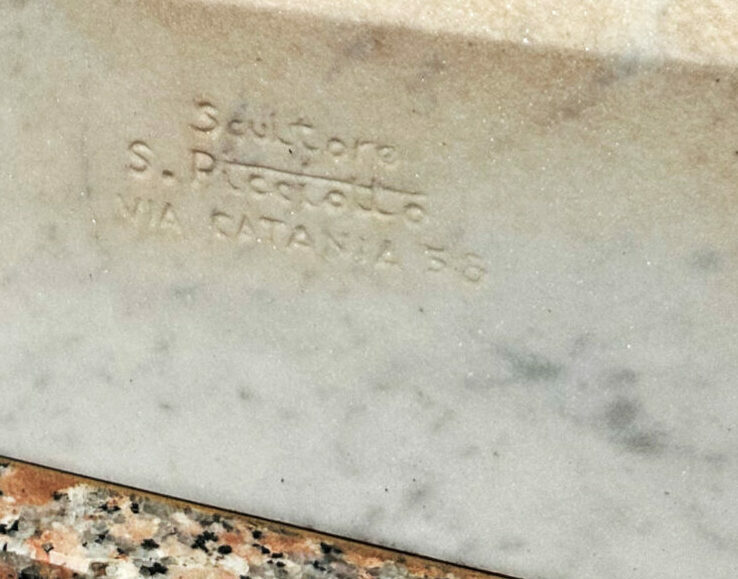 Scultore
S. Picciotto
VIA CATANIA 58